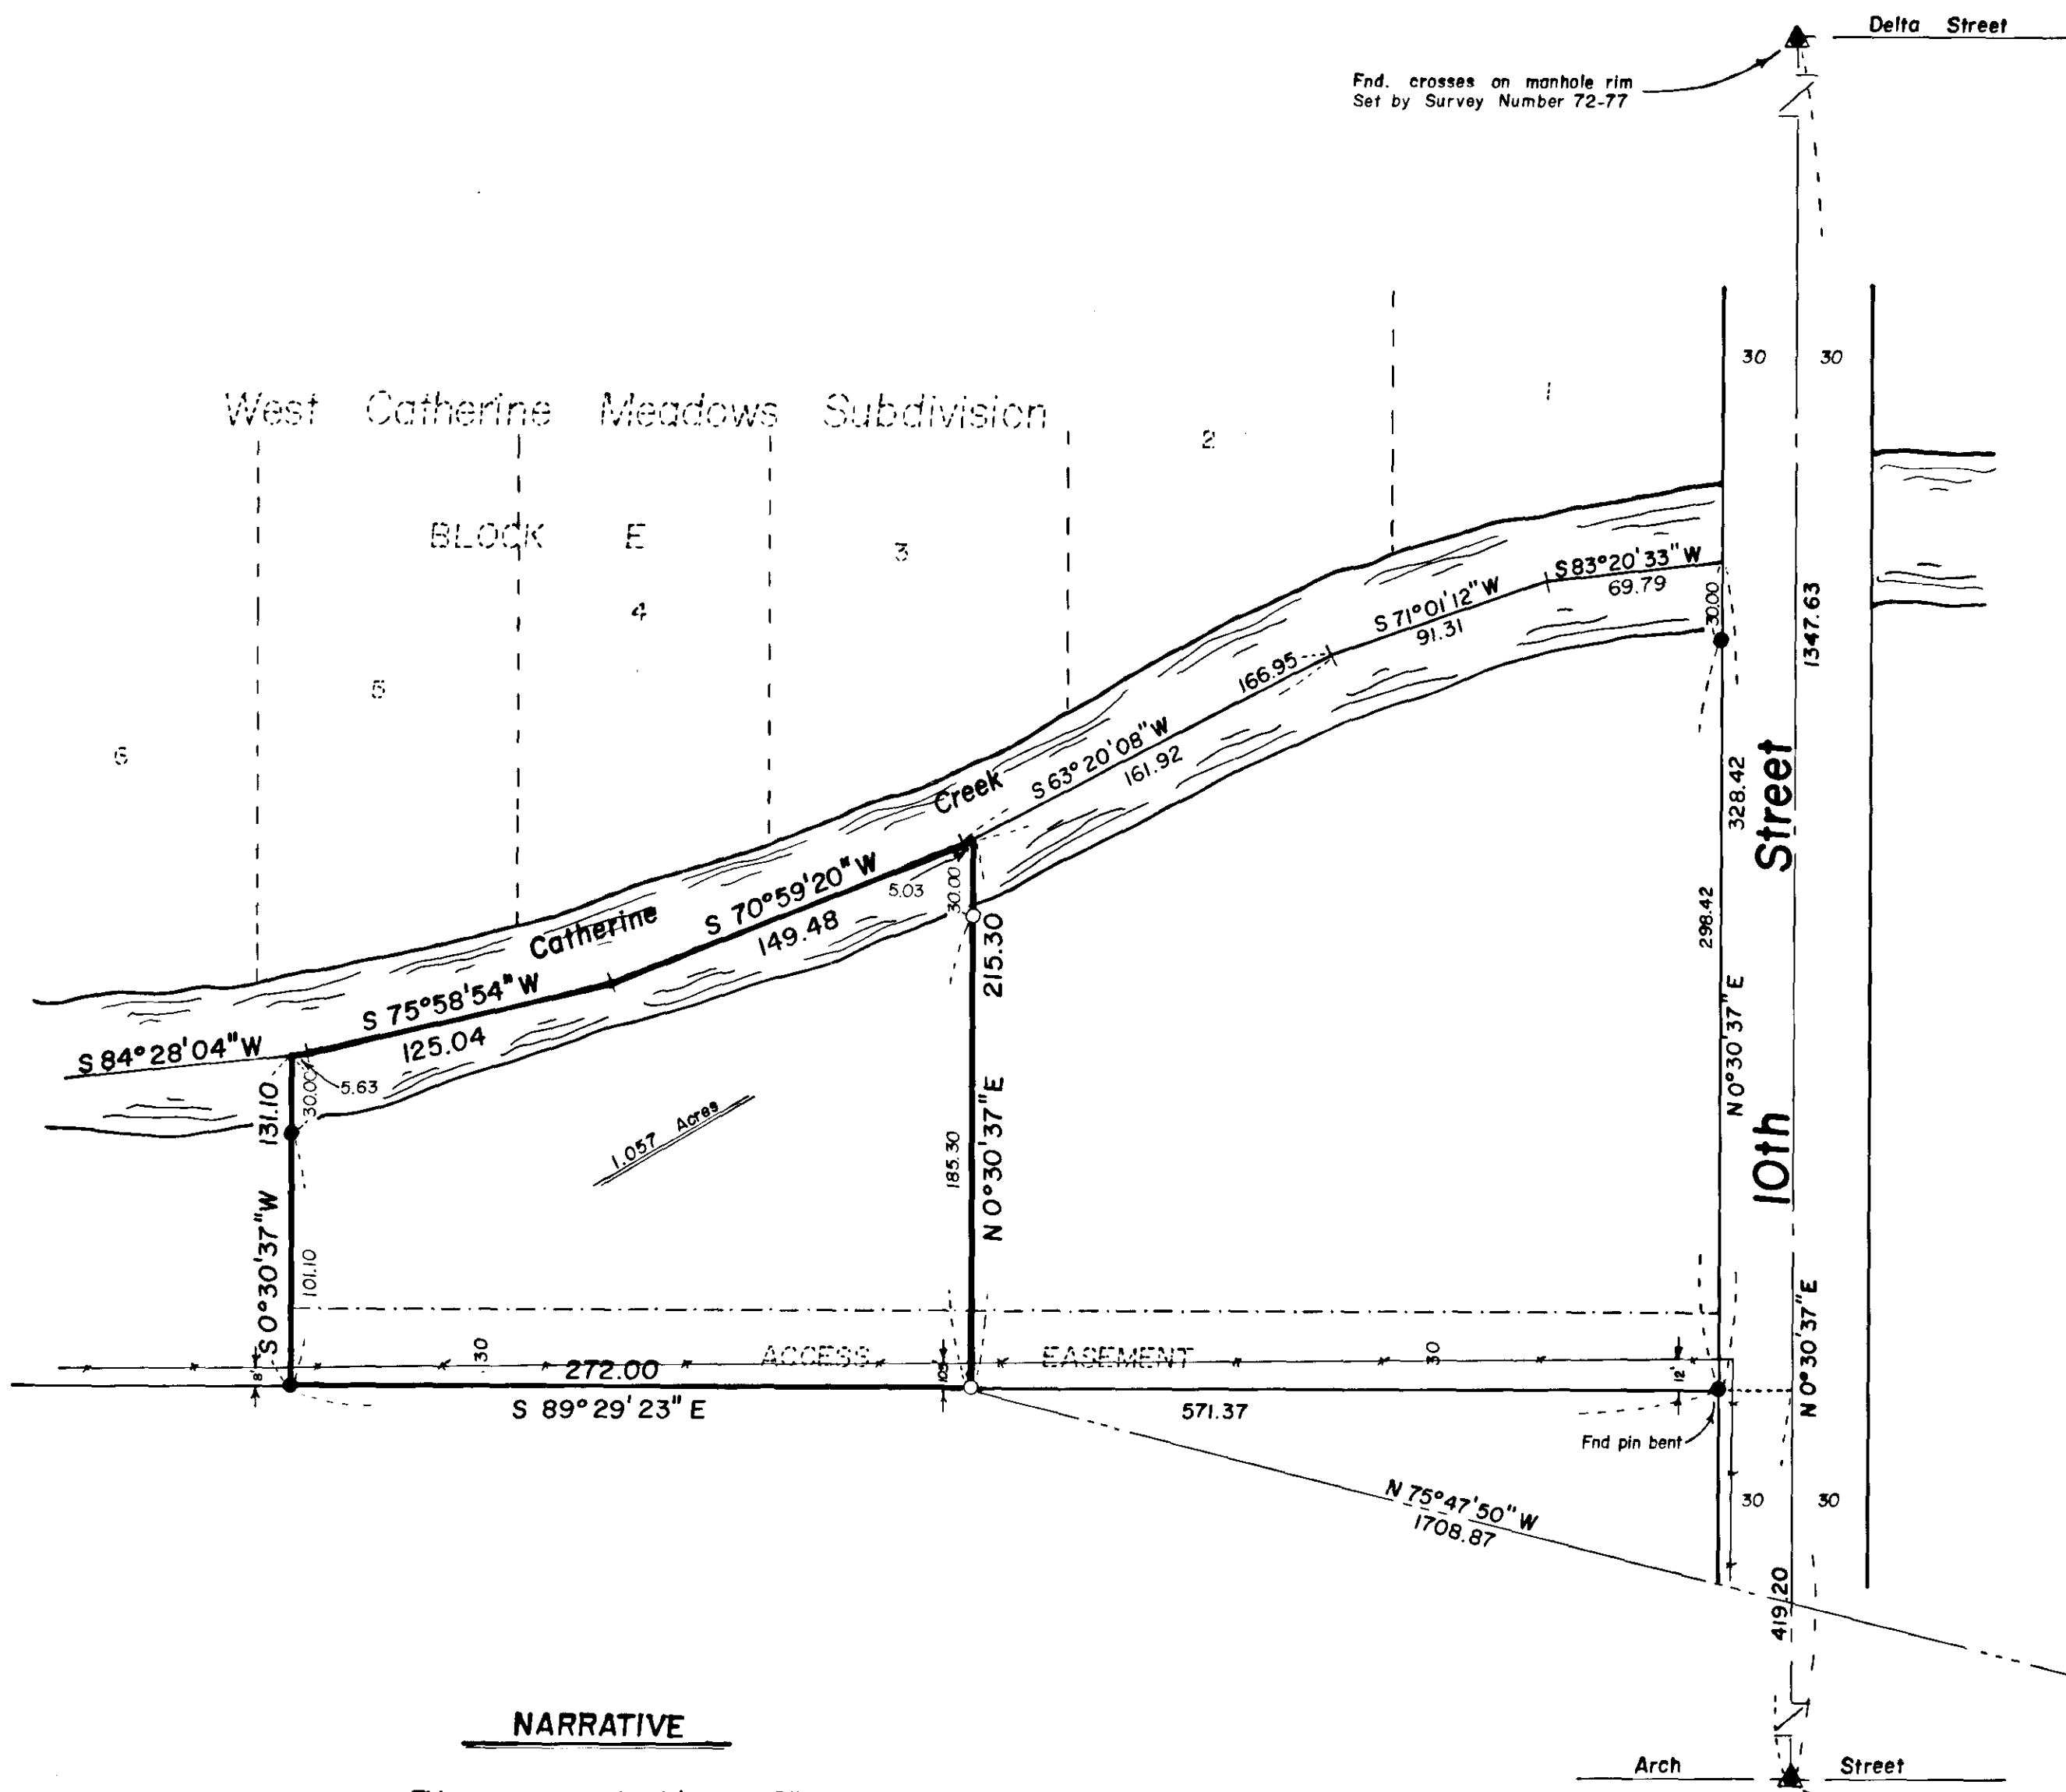 Delta Street
Fnd. crosses on manhole rim
Set by Survey Number 72-77
30 30
West Catherine Meadows Subdivision
1
2
BLOCK E
3
4
5
6
S 83°20'33" W
69.79
S 71°01'12" W
91.31
30.00
1347.63
166.95
S 63°20'08" W
161.92
Creek
328.42
Street
S 70°59'20" W
149.48
5.03
30.00
215.30
298.42
Catherine
S 75°58'54" W
125.04
S 84°28'04" W
5.63
30.00
131.10
1.057 Acres
185.30
N 0°30'37" E
N 0°30'37" E
10th
S 0°30'37" W
101.10
N 0°30'37" E
30
ACCESS EASEMENT
30
8'
272.00
12'
S 89°29'23" E
571.37
Fnd pin bent
N 75°47'50" W
1708.87
30 30
419.20
NARRATIVE
Arch Street